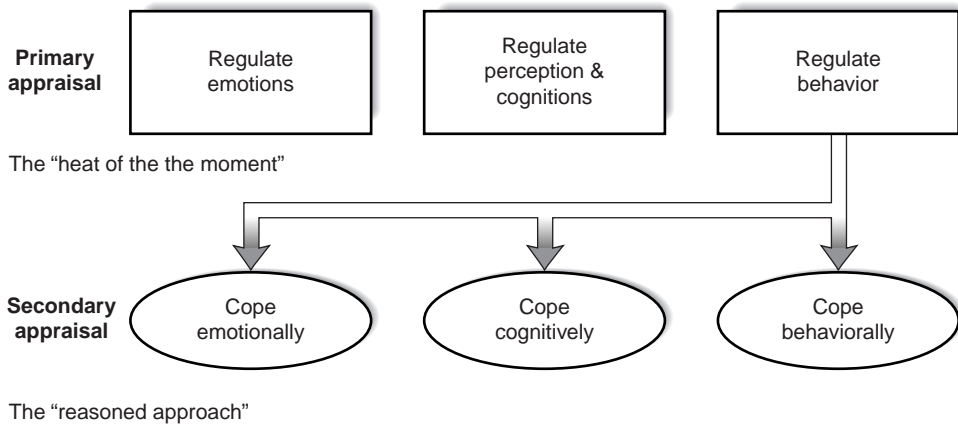 Primary
appraisal
Regulate
emotions
Regulate
perception &
cognitions
Regulate
behavior
The “heat of the the moment”
Secondary
appraisal
Cope
emotionally
Cope
cognitively
Cope
behaviorally
The “reasoned approach”